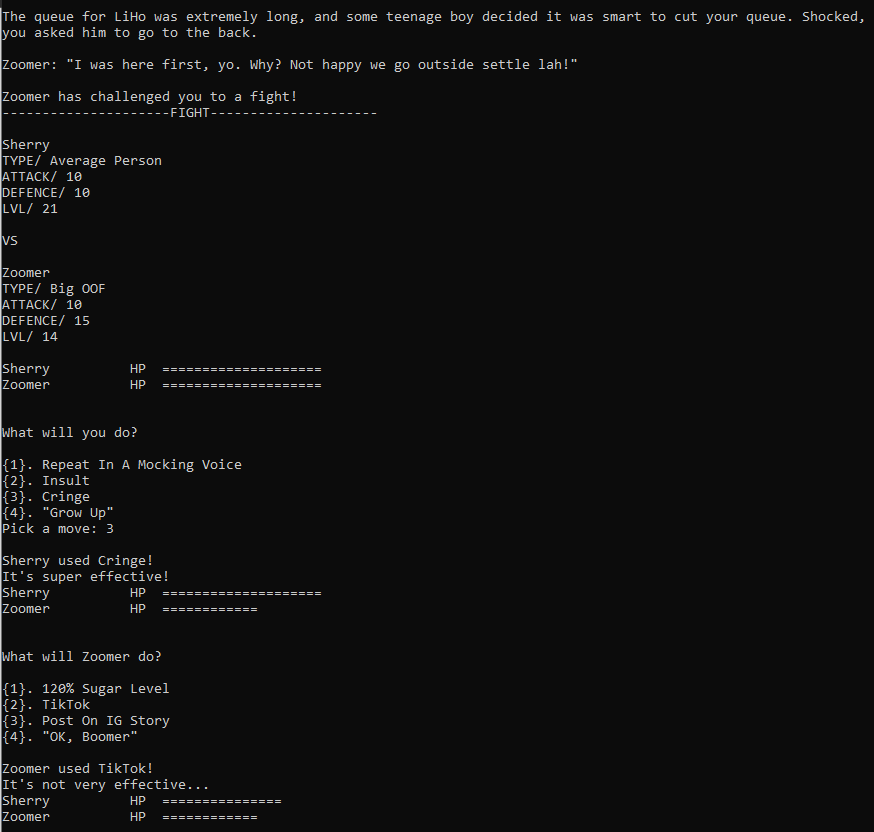 The queue for LiHo was extremely long, and some teenage boy decided it was smart to cut your queue. Shocked,
you asked him to go to the back.
Zoomer: "I was here first, yo. Why? Not happy we go outside settle lah!"
Zoomer has challenged you to a fight!
---------------------FIGHT---------------------
Sherry
TYPE/ Average Person
ATTACK/ 10
DEFENCE/ 10
LVL/ 21
VS
Zoomer
TYPE/ Big OOF
ATTACK/ 10
DEFENCE/ 15
LVL/ 14
Sherry          HP  ====================
Zoomer          HP  ====================
What will you do?
{1}. Repeat In A Mocking Voice
{2}. Insult
{3}. Cringe
{4}. "Grow Up"
Pick a move: 3
Sherry used Cringe!
It's super effective!
Sherry          HP  ====================
Zoomer          HP  ============
What will Zoomer do?
{1}. 120% Sugar Level
{2}. TikTok
{3}. Post On IG Story
{4}. "OK, Boomer"
Zoomer used TikTok!
It's not very effective...
Sherry          HP  ===============
Zoomer          HP  ============